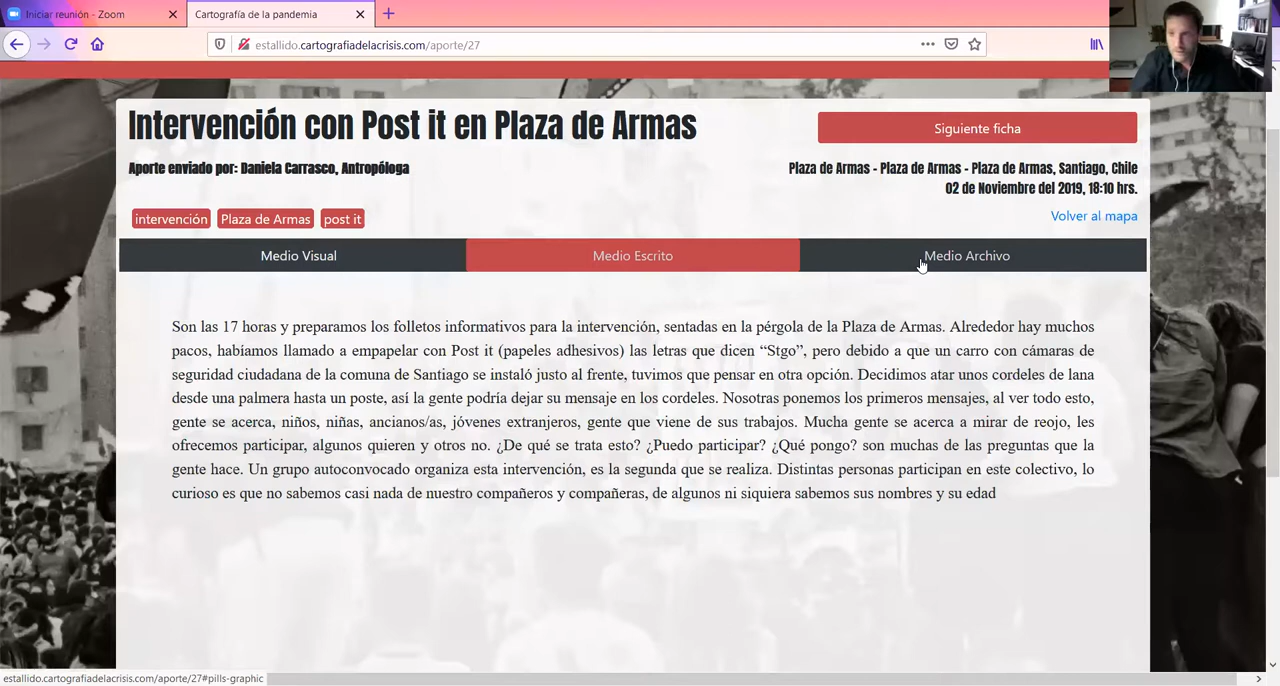 Iniciar reunión - Zoom
Cartografía de la pandemia
estallido.cartografiadelacrisis.com/aporte/27
Intervención con Post it en Plaza de Armas
Siguiente ficha
Aporte enviado por: Daniela Carrasco, Antropóloga
Plaza de Armas - Plaza de Armas - Plaza de Armas, Santiago, Chile
02 de Noviembre del 2019, 18:10 hrs.
intervención Plaza de Armas post it
Volver al mapa
Medio Visual Medio Escrito Medio Archivo
Son las 17 horas y preparamos los folletos informativos para la intervención, sentadas en la pérgola de la Plaza de Armas. Alrededor hay muchos
pacos, habíamos llamado a empapelar con Post it (papeles adhesivos) las letras que dicen “Stgo”, pero debido a que un carro con cámaras de
seguridad ciudadana de la comuna de Santiago se instaló justo al frente, tuvimos que pensar en otra opción. Decidimos atar unos cordeles de lana
desde una palmera hasta un poste, así la gente podría dejar su mensaje en los cordeles. Nosotras ponemos los primeros mensajes, al ver todo esto,
gente se acerca, niños, niñas, ancianos/as, jóvenes extranjeros, gente que viene de sus trabajos. Mucha gente se acerca a mirar de reojo, les
ofrecemos participar, algunos quieren y otros no. ¿De qué se trata esto? ¿Puedo participar? ¿Qué pongo? son muchas de las preguntas que la
gente hace. Un grupo autoconvocado organiza esta intervención, es la segunda que se realiza. Distintas personas participan en este colectivo, lo
curioso es que no sabemos casi nada de nuestro compañeros y compañeras, de algunos ni siquiera sabemos sus nombres y su edad
estallido.cartografiadelacrisis.com/aporte/27#pills-graphic